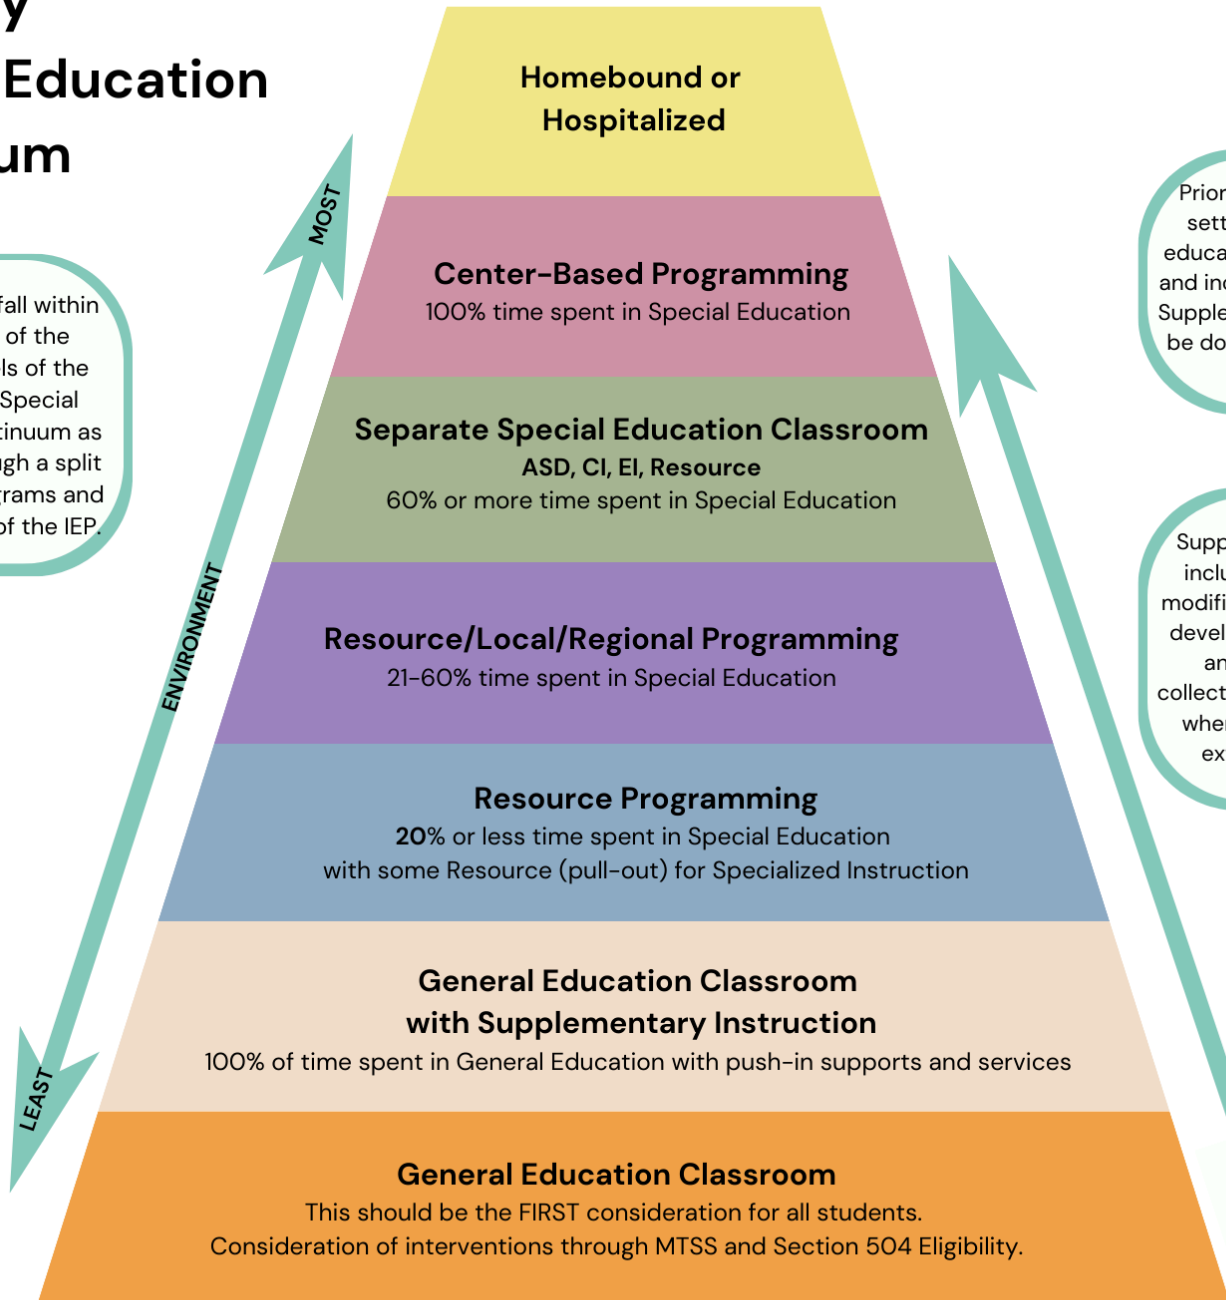 y
Education
um
fall within
of the
ls of the
Special
tinuum as
gh a split
grams and
of the IEP.
MOST
ENVIRONMENT
LEAST
Homebound or
Hospitalized
Center-Based Programming
100% time spent in Special Education
Separate Special Education Classroom
ASD, CI, EI, Resource
60% or more time spent in Special Education
Resource/Local/Regional Programming
21-60% time spent in Special Education
Resource Programming
20% or less time spent in Special Education
with some Resource (pull-out) for Specialized Instruction
General Education Classroom
with Supplementary Instruction
100% of time spent in General Education with push-in supports and services
General Education Classroom
This should be the FIRST consideration for all students.
Consideration of interventions through MTSS and Section 504 Eligibility.
Prior
sett
educa
and inc
Supple
be do
Supp
inclu
modifi
devel
an
collect
when
ex